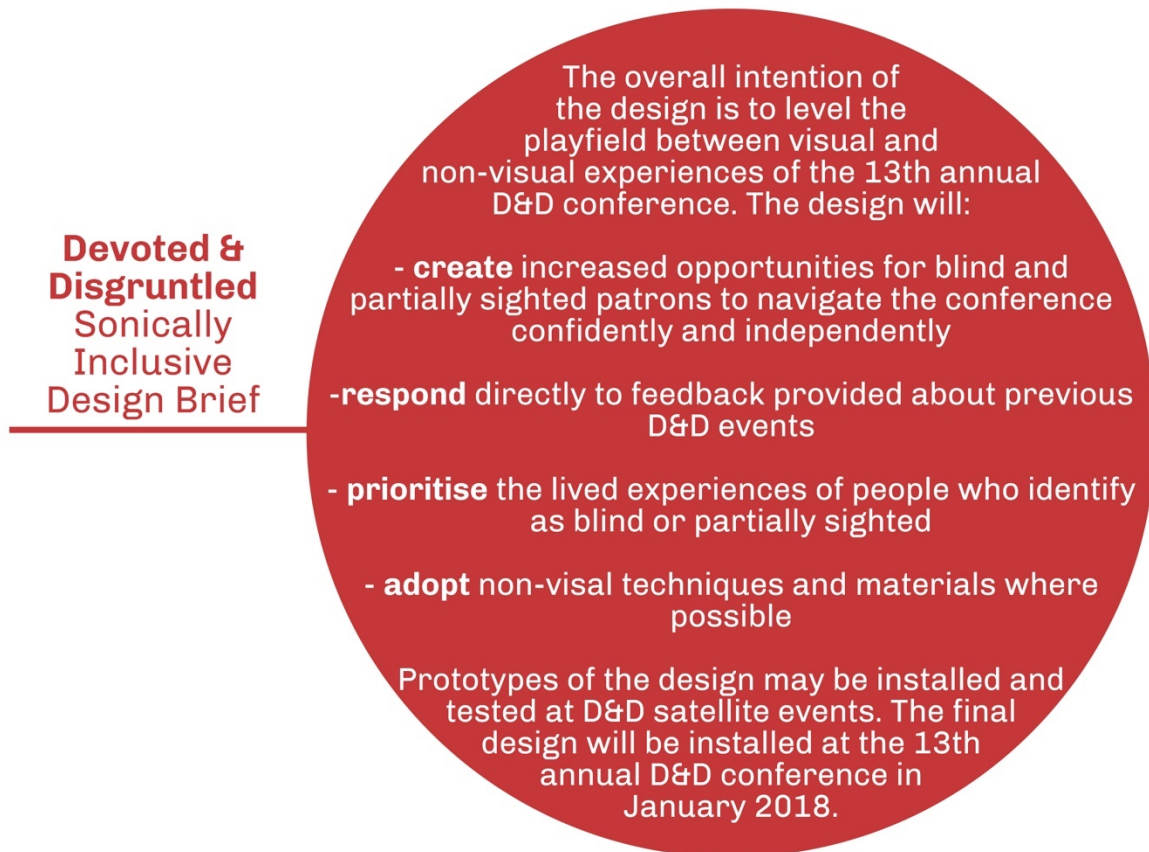 Devoted &
Disgruntled
Sonically
Inclusive
Design Brief
The overall intention of
the design is to level the
playfield between visual and
non-visual experiences of the 13th annual
D&D conference. The design will:
- create increased opportunities for blind and
partially sighted patrons to navigate the conference
confidently and independently
-respond directly to feedback provided about previous
D&D events
- prioritise the lived experiences of people who identify
as blind or partially sighted
- adopt non-visal techniques and materials where
possible
Prototypes of the design may be installed and
tested at D&D satellite events. The final
design will be installed at the 13th
annual D&D conference in
January 2018.